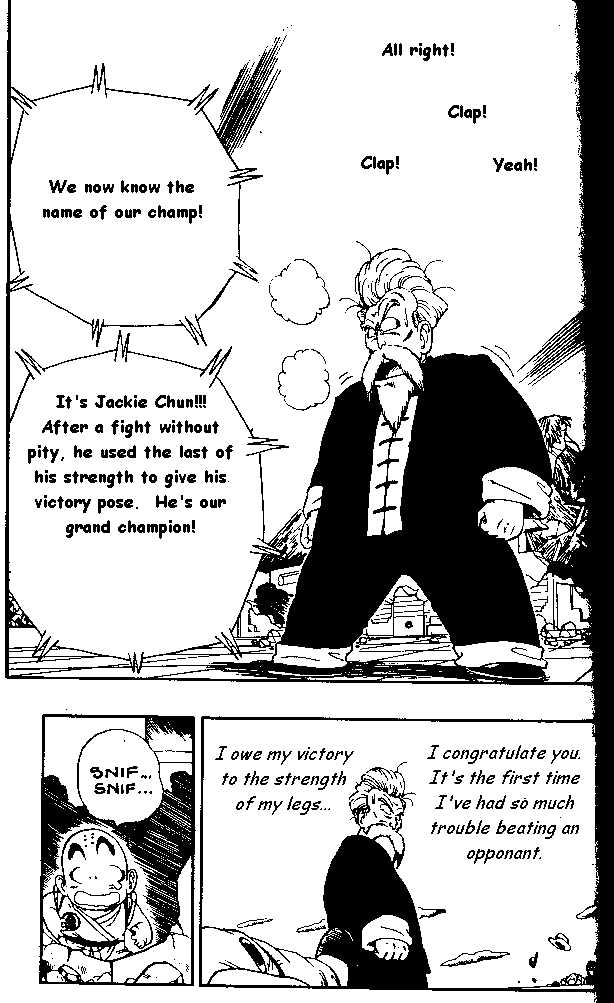 All right!
Clap!
Clap!
Yeah!
We now know the
name of our champ!
It's Jackie Chun!!!
After a fight without
pity, he used the last of
his strength to give his
victory pose.  He's our
grand champion!
SNIF...
SNIF...
I owe my victory
to the strength
of my legs...
I congratulate you.
It's the first time
I've had so much
trouble beating an
opponant.